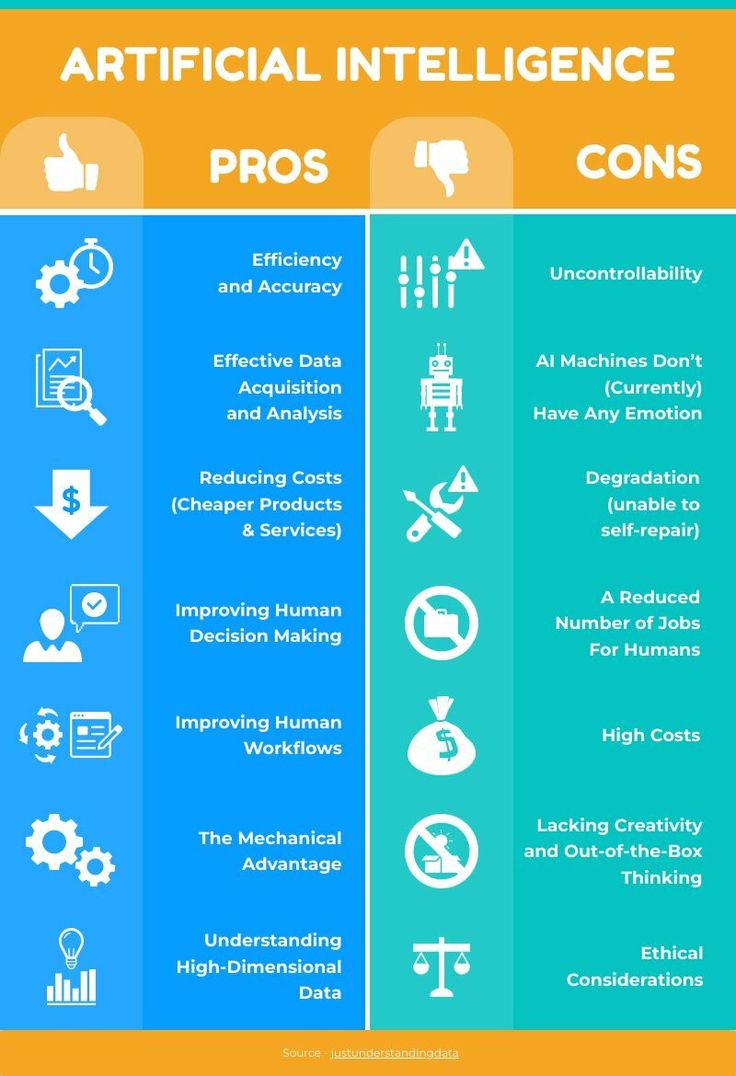 ARTIFICIAL INTELLIGENCE
PROS
Efficiency
and Accuracy
Effective Data
Acquisition
and Analysis
$
Reducing Costs
(Cheaper Products
& Services)
Improving Human
Decision Making
Improving Human
Workflows
The Mechanical
Advantage
Understanding
High-Dimensional
Data
CONS
!
Uncontrollability
AI Machines Don’t
(Currently)
Have Any Emotion
!
Degradation
(unable to
self-repair)
A Reduced
Number of Jobs
For Humans
$
High Costs
Lacking Creativity
and Out-of-the-Box
Thinking
Ethical
Considerations
Source - justunderstandingdata